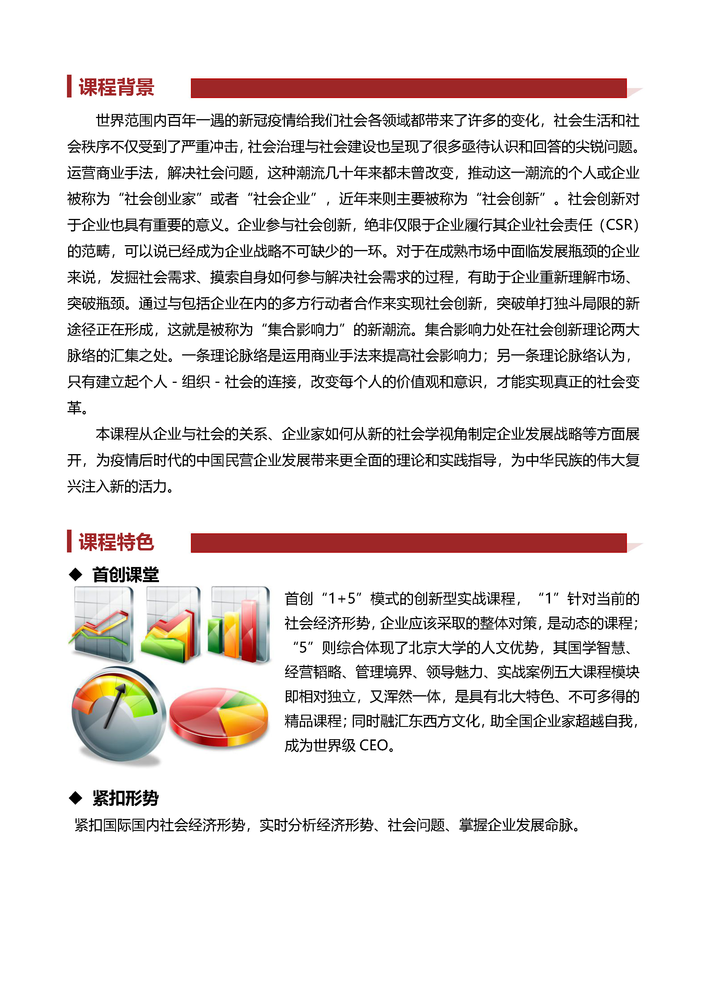 课程背景
世界范围内百年一遇的新冠疫情给我们社会各领域都带来了许多的变化，社会生活和社
会秩序不仅受到了严重冲击，社会治理与社会建设也呈现了很多亟待认识和回答的尖锐问题。
运营商业手法，解决社会问题，这种潮流几十年来都未曾改变，推动这一潮流的个人或企业
被称为“社会创业家”或者“社会企业”，近年来则主要被称为“社会创新”。社会创新对
于企业也具有重要的意义。企业参与社会创新，绝非仅限于企业履行其企业社会责任（CSR）
的范畴，可以说已经成为企业战略不可缺少的一环。对于在成熟市场中面临发展瓶颈的企业
来说，发掘社会需求、摸索自身如何参与解决社会需求的过程，有助于企业重新理解市场、
突破瓶颈。通过与包括企业在内的多方行动者合作来实现社会创新，突破单打独斗局限的新
途径正在形成，这就是被称为“集合影响力”的新潮流。集合影响力处在社会创新理论两大
脉络的汇集之处。一条理论脉络是运用商业手法来提高社会影响力；另一条理论脉络认为，
只有建立起个人 - 组织 - 社会的连接，改变每个人的价值观和意识，才能实现真正的社会变
革。
本课程从企业与社会的关系、企业家如何从新的社会学视角制定企业发展战略等方面展
开，为疫情后时代的中国民营企业发展带来更全面的理论和实践指导，为中华民族的伟大复
兴注入新的活力。
课程特色
◆ 首创课堂
首创“1+5”模式的创新型实战课程，“1”针对当前的
社会经济形势，企业应该采取的整体对策，是动态的课程；
“5”则综合体现了北京大学的人文优势，其国学智慧、
经营韬略、管理境界、领导魅力、实战案例五大课程模块
即相对独立，又浑然一体，是具有北大特色、不可多得的
精品课程；同时融汇东西方文化，助全国企业家超越自我，
成为世界级 CEO。
◆ 紧扣形势
紧扣国际国内社会经济形势，实时分析经济形势、社会问题、掌握企业发展命脉。